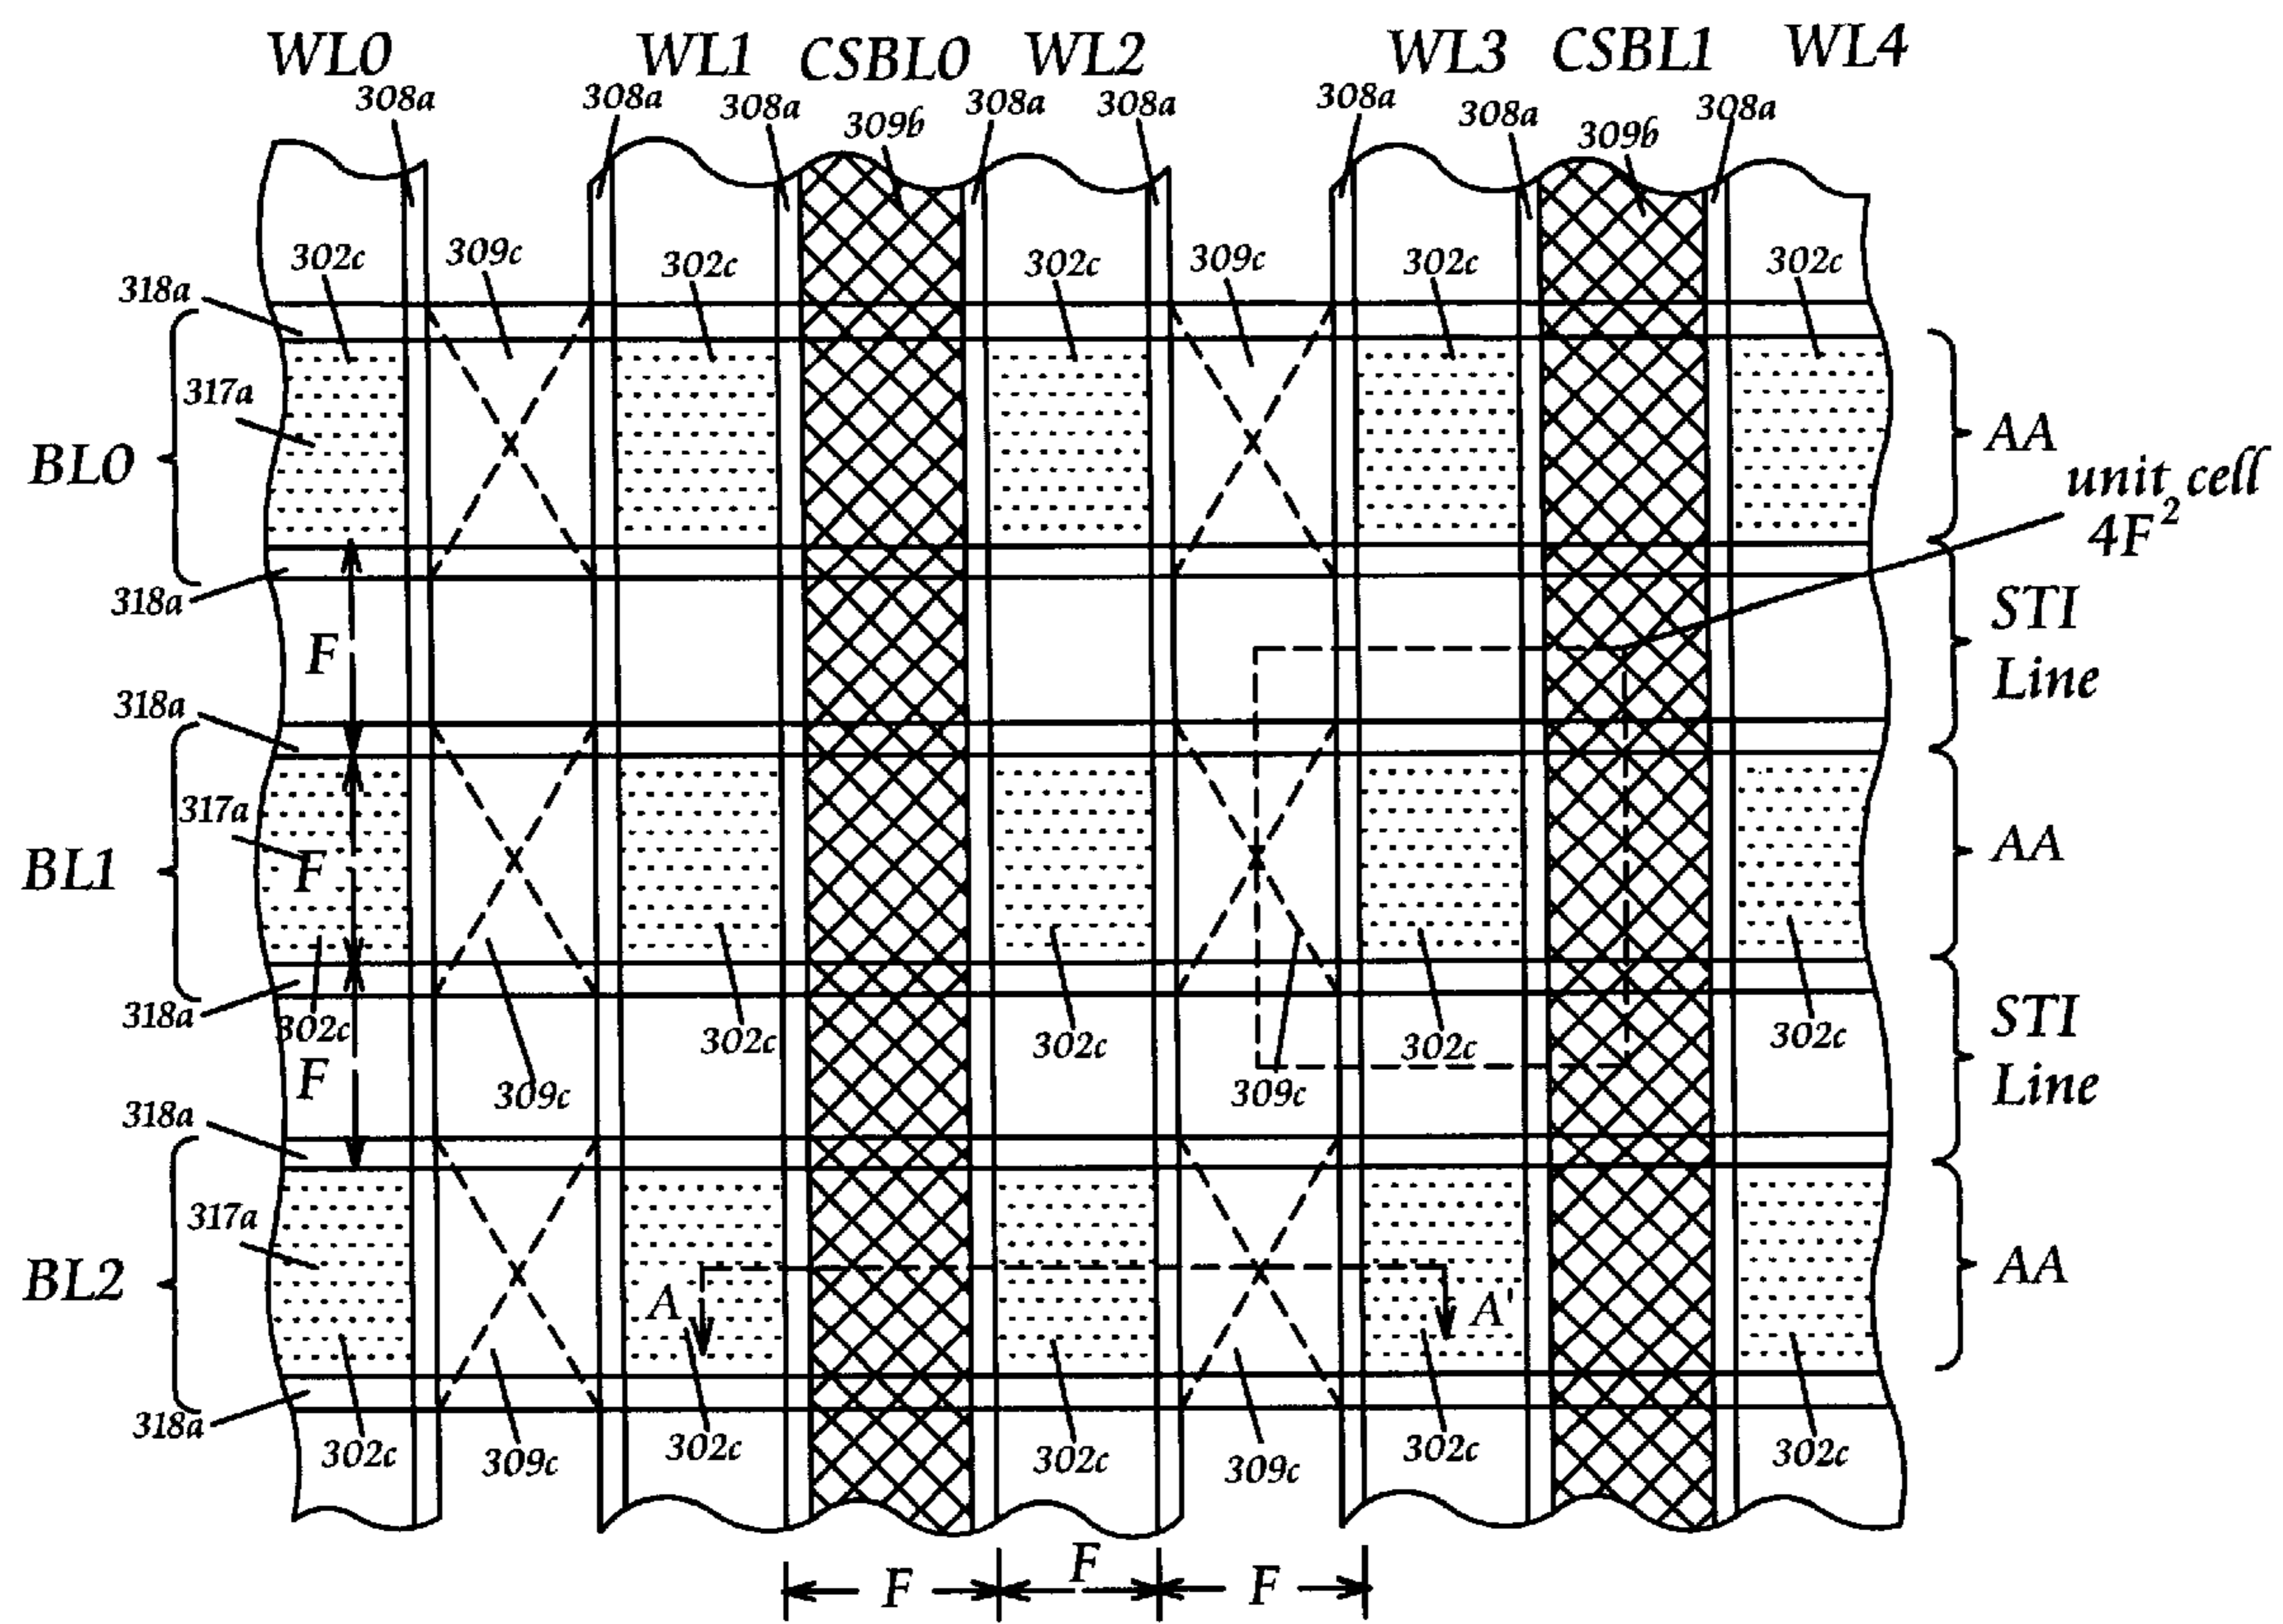 WL0 WL1 CSBL0 WL2 WL3 CSBL1 WL4
308a 308a 308a 309b 308a 308a 308a 308a 309b 308a
302c 309c 302c 302c 309c 302c 302c
318a
317a
BL0
AA
unit cell
4F²
318a
F
STI
Line
318a
317a
BL1
F
AA
318a
302c 302c 302c 302c 302c
F
309c 309c
STI
Line
318a
317a
BL2
A A'
AA
318a
302c 309c 302c 302c 309c 302c 302c
F F F